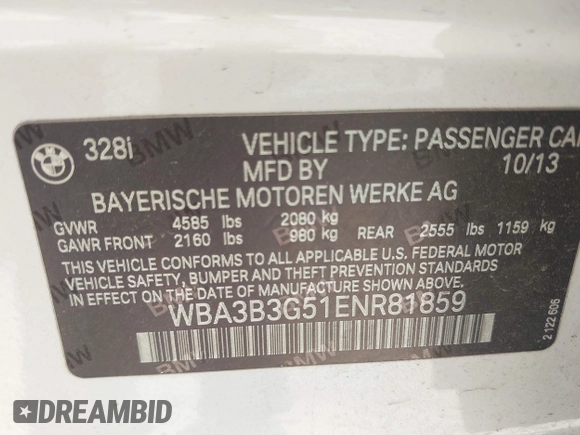 BMW
328i
VEHICLE TYPE: PASSENGER CAR
MFD BY 10/13
BAYERISCHE MOTOREN WERKE AG
GVWR 4585 lbs 2080 kg
GAWR FRONT 2160 lbs 980 kg REAR 2555 lbs 1159 kg
THIS VEHICLE CONFORMS TO ALL APPLICABLE U.S. FEDERAL MOTOR
VEHICLE SAFETY, BUMPER AND THEFT PREVENTION STANDARDS
IN EFFECT ON THE DATE OF MANUFACTURE SHOWN ABOVE.
WBA3B3G51ENR81859
2 122 606
DREAMBID